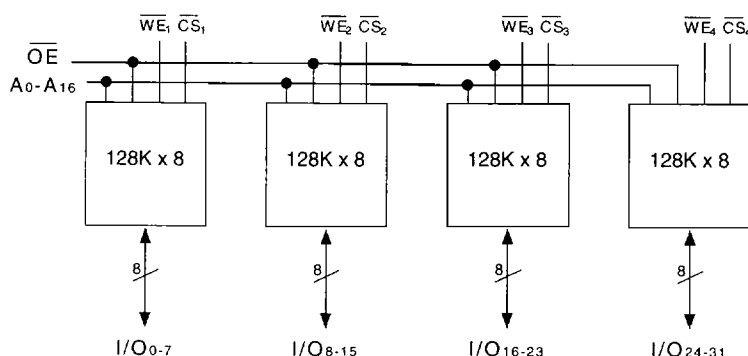 WE1 CS1 WE2 CS2 WE3 CS3 WE4 CS4
OE
A0-A16
128K x 8 128K x 8 128K x 8 128K x 8
8 8 8 8
I/O0-7 I/O8-15 I/O16-23 I/O24-31